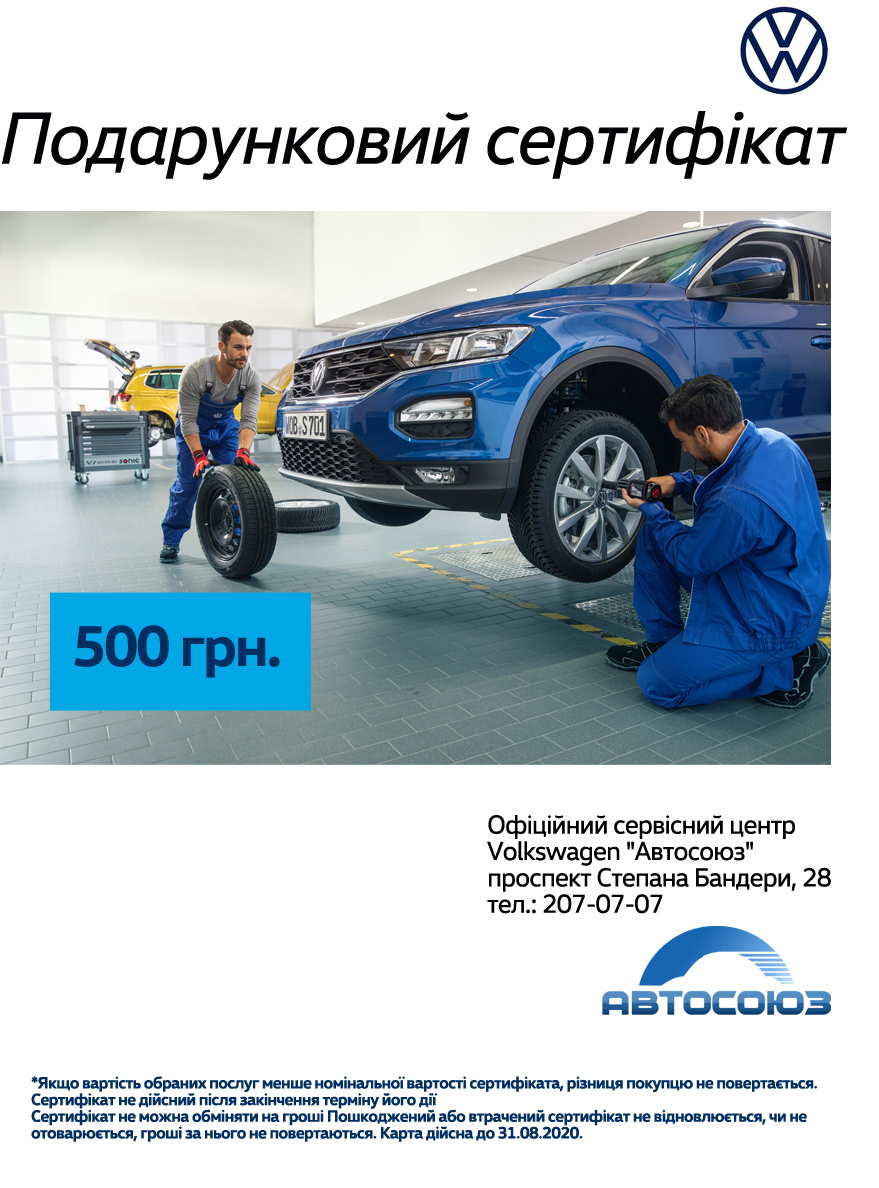 Подарунковий сертифікат
WOB S 701
SONIC
500 грн.
Офіційний сервісний центр
Volkswagen "Автосоюз"
проспект Степана Бандери, 28
тел.: 207-07-07
АВТОСОЮЗ
*Якщо вартість обраних послуг менше номінальної вартості сертифіката, різниця покупцю не повертається.
Сертифікат не дійсний після закінчення терміну його дії
Сертифікат не можна обміняти на гроші Пошкоджений або втрачений сертифікат не відновлюється, чи не
отоварюється, гроші за нього не повертаються. Карта дійсна до 31.08.2020.